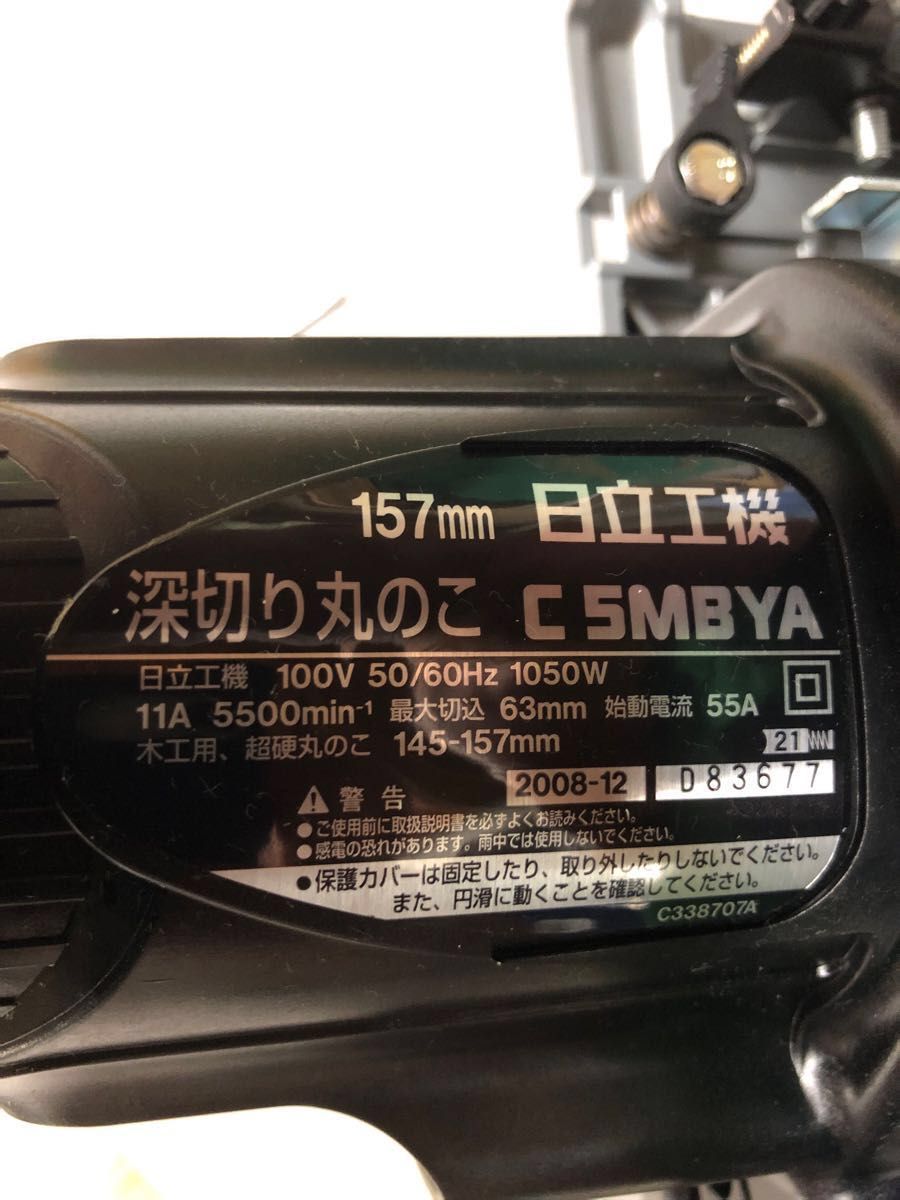 157mm 日立工機
深切り丸のこ C 5MBYA
日立工機 100V 50/60Hz 1050W
11A 5500min-1 最大切込 63mm 始動電流 55A
木工用、超硬丸のこ 145-157mm
21
2008-12 D83677
警告
●ご使用前に取扱説明書を必ずよくお読みください。
●感電の恐れがあります。雨中では使用しないでください。
●保護カバーは固定したり、取り外したりしないでください。
また、円滑に動くことを確認してください。
C338707A